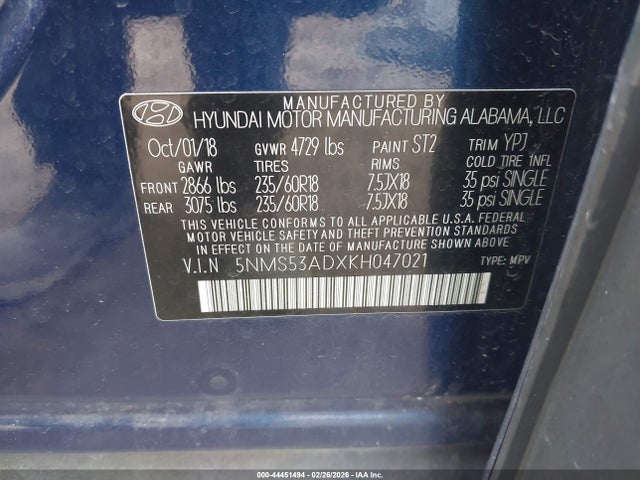 MANUFACTURED BY
HYUNDAI MOTOR MANUFACTURING ALABAMA, LLC
Oct/01/18 GVWR 4729 lbs PAINT ST2 TRIM YPJ
GAWR TIRES RIMS COLD TIRE INFL
FRONT 2866 lbs 235/60R18 7.5JX18 35 psi SINGLE
REAR 3075 lbs 235/60R18 7.5JX18 35 psi SINGLE
THIS VEHICLE CONFORMS TO ALL APPLICABLE U.S.A. FEDERAL
MOTOR VEHICLE SAFETY AND THEFT PREVENTION STANDARDS
IN EFFECT ON THE DATE OF MANUFACTURE SHOWN ABOVE.
V.I.N 5NMS53ADXKH047021 TYPE: MPV
000-44451494 - 02/26/2026 - IAA Inc.